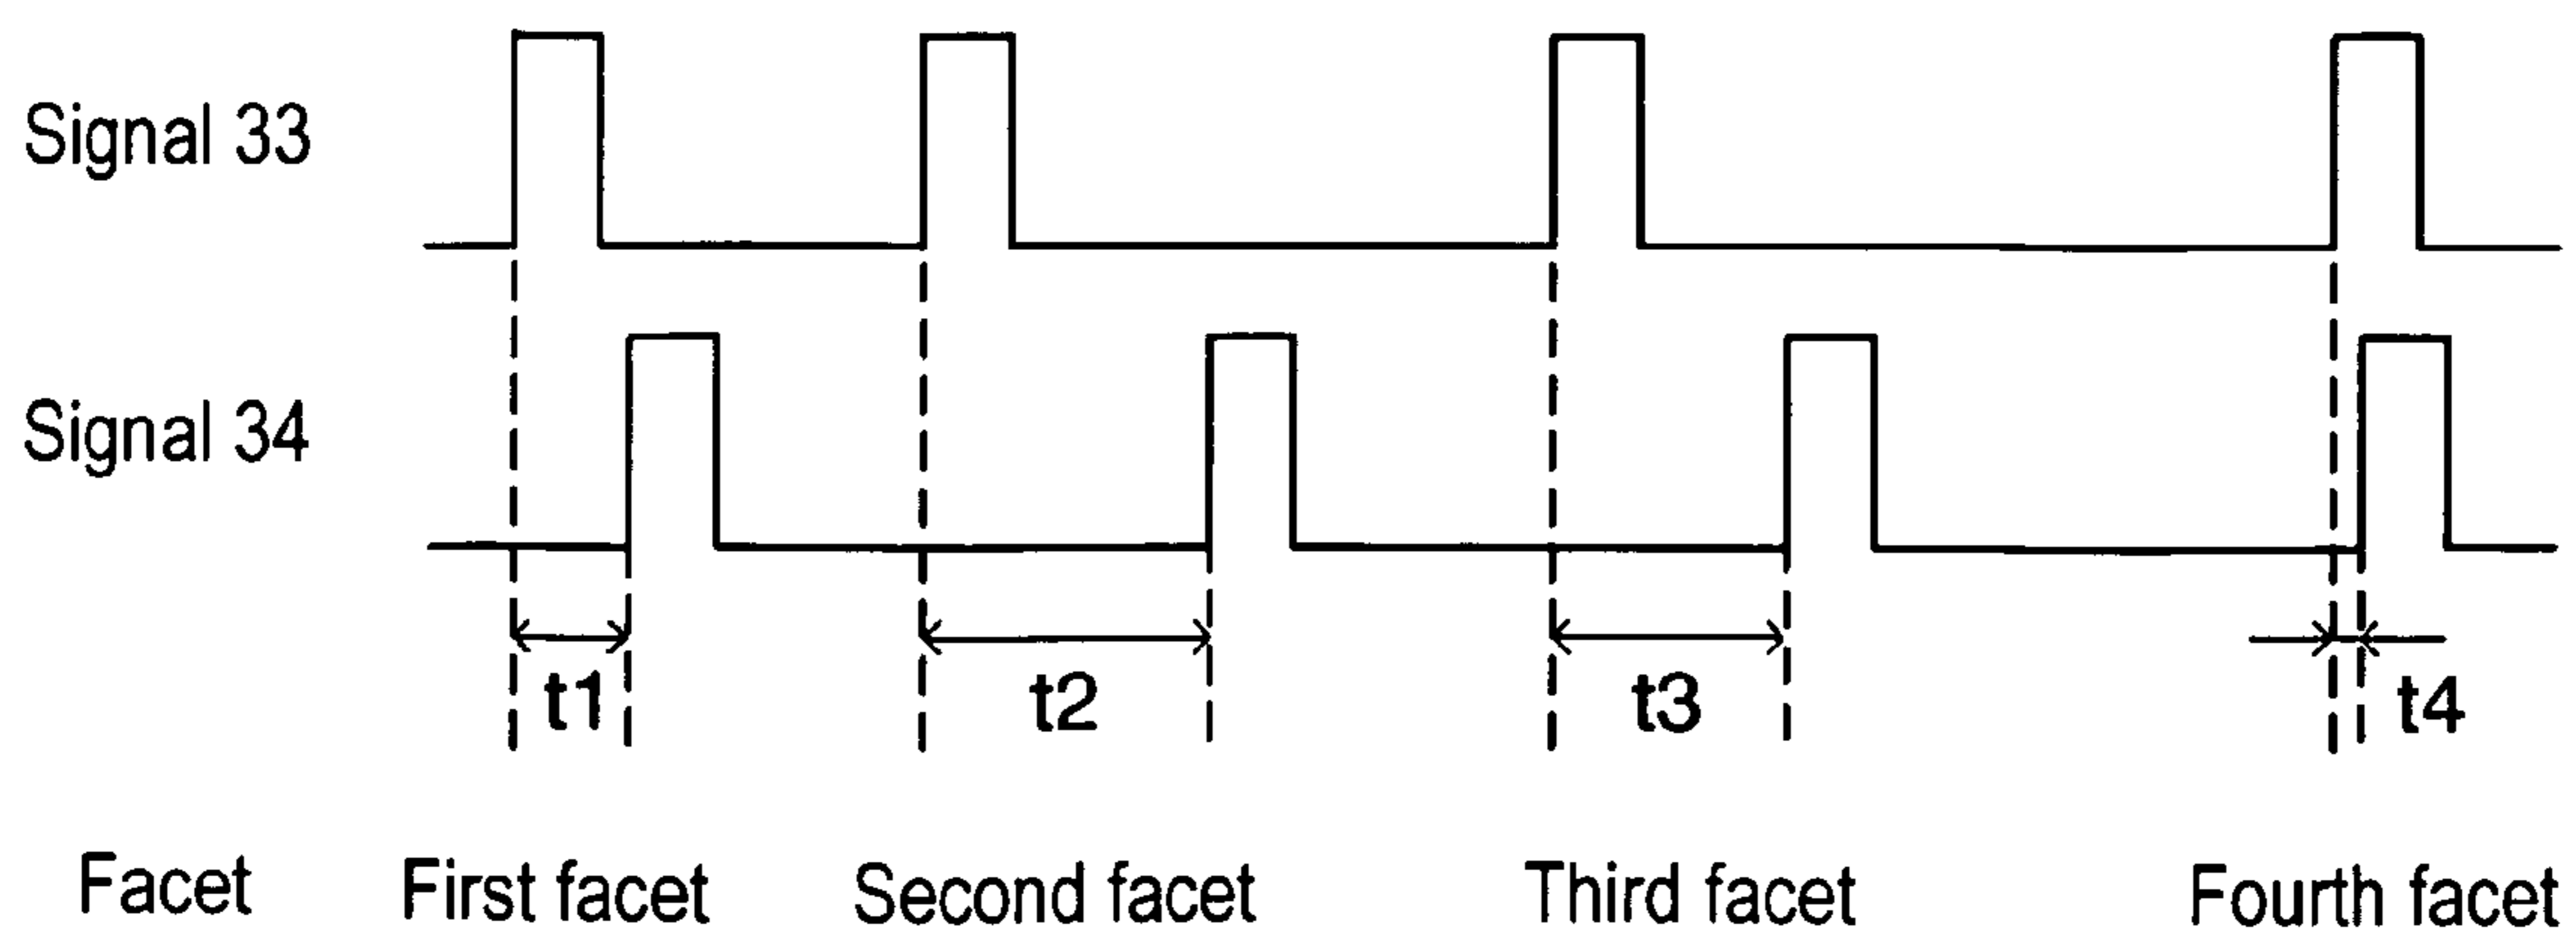 Signal 33
Signal 34
t1 t2 t3 t4
Facet First facet Second facet Third facet Fourth facet